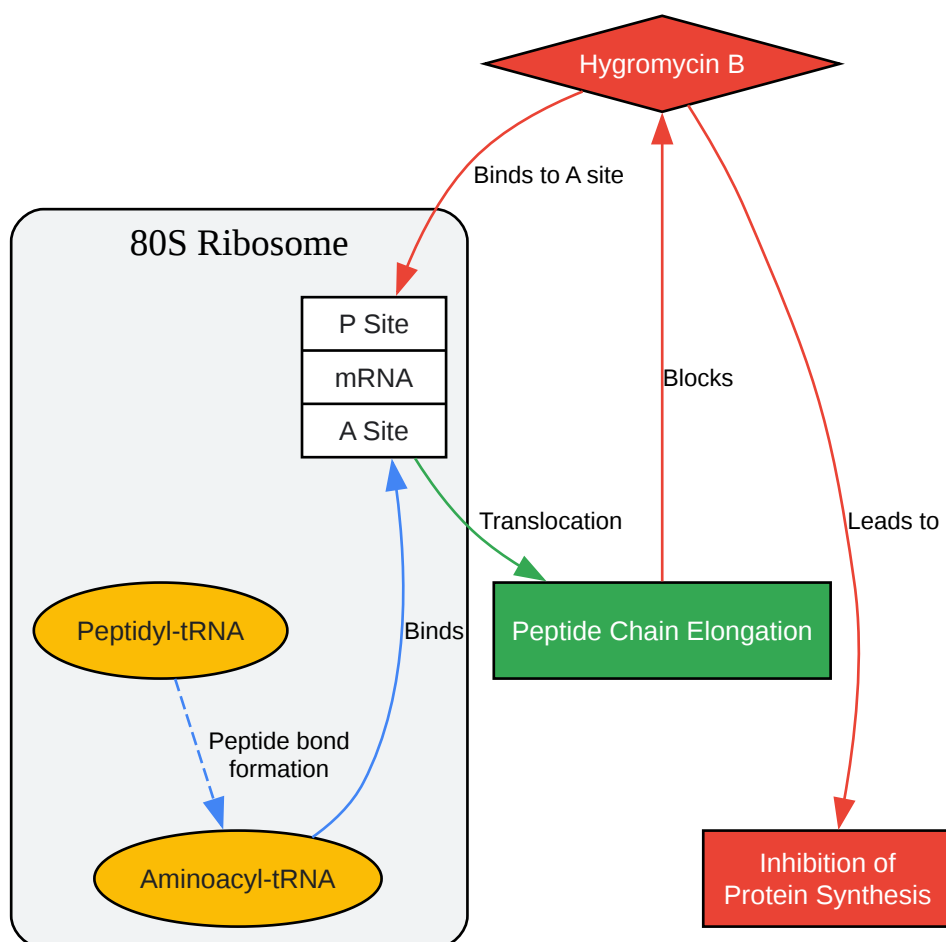 Hygromycin B
Binds to A site
80S Ribosome
P Site
mRNA
A Site
Blocks
Translocation
Leads to
Peptidyl-tRNA
Binds
Peptide Chain Elongation
Peptide bond
formation
Aminoacyl-tRNA
Inhibition of
Protein Synthesis